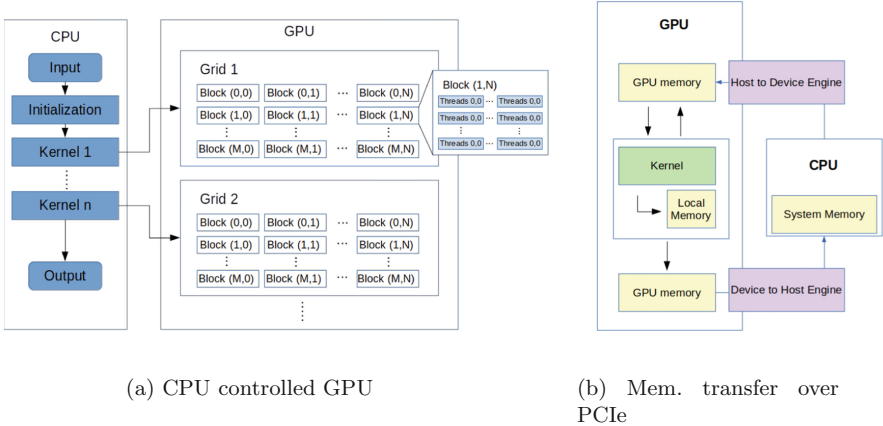 CPU
Input
Initialization
Kernel 1
Kernel n
Output
GPU
Grid 1
Block (0,0) Block (0,1) ... Block (0,N)
Block (1,0) Block (1,1) ... Block (1,N)
Block (M,0) Block (M,1) ... Block (M,N)
Block (1,N)
Threads 0,0 ... Threads 0,0
Threads 0,0 ... Threads 0,0
Threads 0,0 ... Threads 0,0
Grid 2
Block (0,0) Block (0,1) ... Block (0,N)
Block (1,0) Block (1,1) ... Block (1,N)
Block (M,0) Block (M,1) ... Block (M,N)
(a) CPU controlled GPU
GPU
GPU memory
Host to Device Engine
Kernel
Local
Memory
CPU
System Memory
GPU memory
Device to Host Engine
(b) Mem. transfer over
PCIe